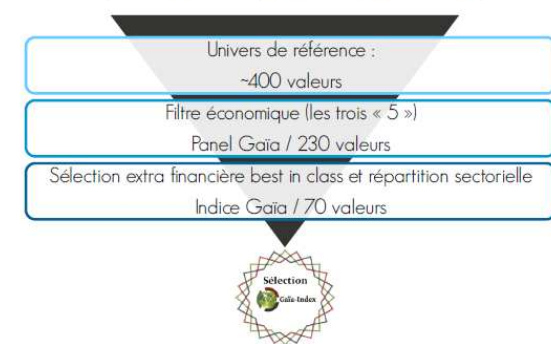 Univers de référence :
~400 valeurs
Filtre économique (les trois « 5 »)
Panel Gaïa / 230 valeurs
Sélection extra financière best in class et répartition sectorielle
Indice Gaïa / 70 valeurs
Sélection
Gaïa-Index